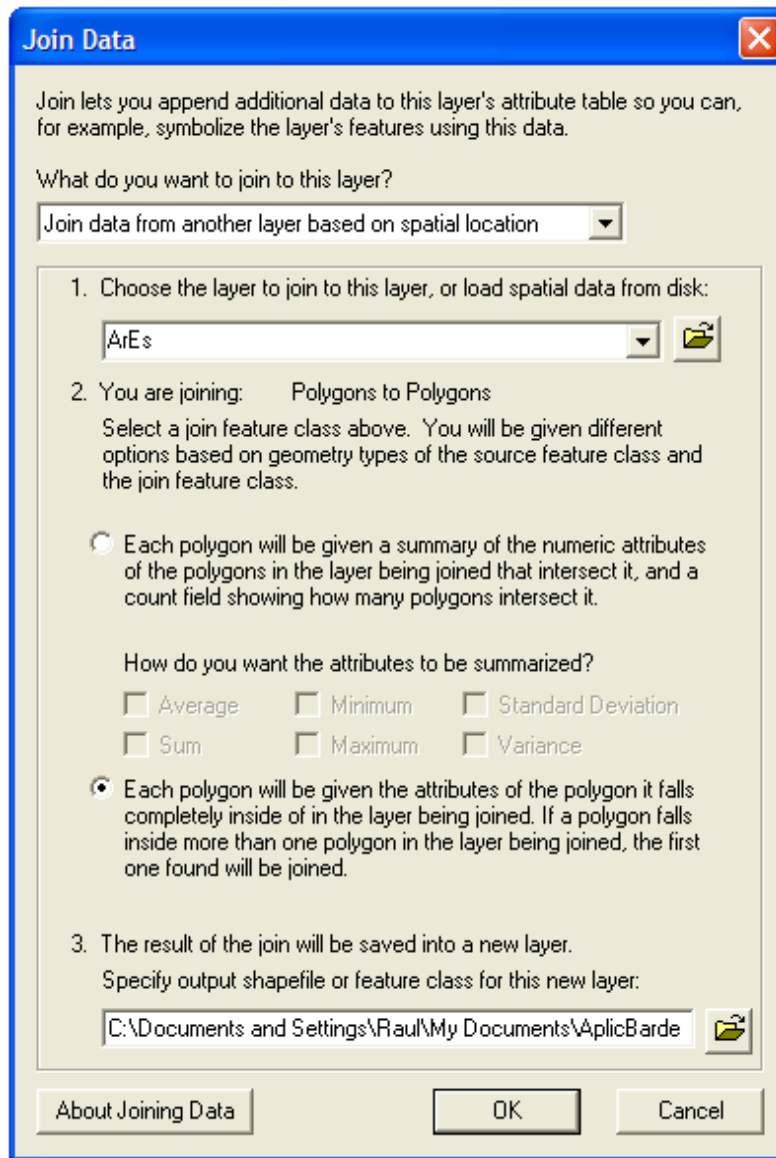 Join Data
Join lets you append additional data to this layer's attribute table so you can,
for example, symbolize the layer's features using this data.
What do you want to join to this layer?
Join data from another layer based on spatial location
1. Choose the layer to join to this layer, or load spatial data from disk:
ArEs
2. You are joining: Polygons to Polygons
Select a join feature class above. You will be given different
options based on geometry types of the source feature class and
the join feature class.
Each polygon will be given a summary of the numeric attributes
of the polygons in the layer being joined that intersect it, and a
count field showing how many polygons intersect it.
How do you want the attributes to be summarized?
Average Minimum Standard Deviation
Sum Maximum Variance
Each polygon will be given the attributes of the polygon it falls
completely inside of in the layer being joined. If a polygon falls
inside more than one polygon in the layer being joined, the first
one found will be joined.
3. The result of the join will be saved into a new layer.
Specify output shapefile or feature class for this new layer:
C:\Documents and Settings\Raul\My Documents\AplicBarde
About Joining Data OK Cancel